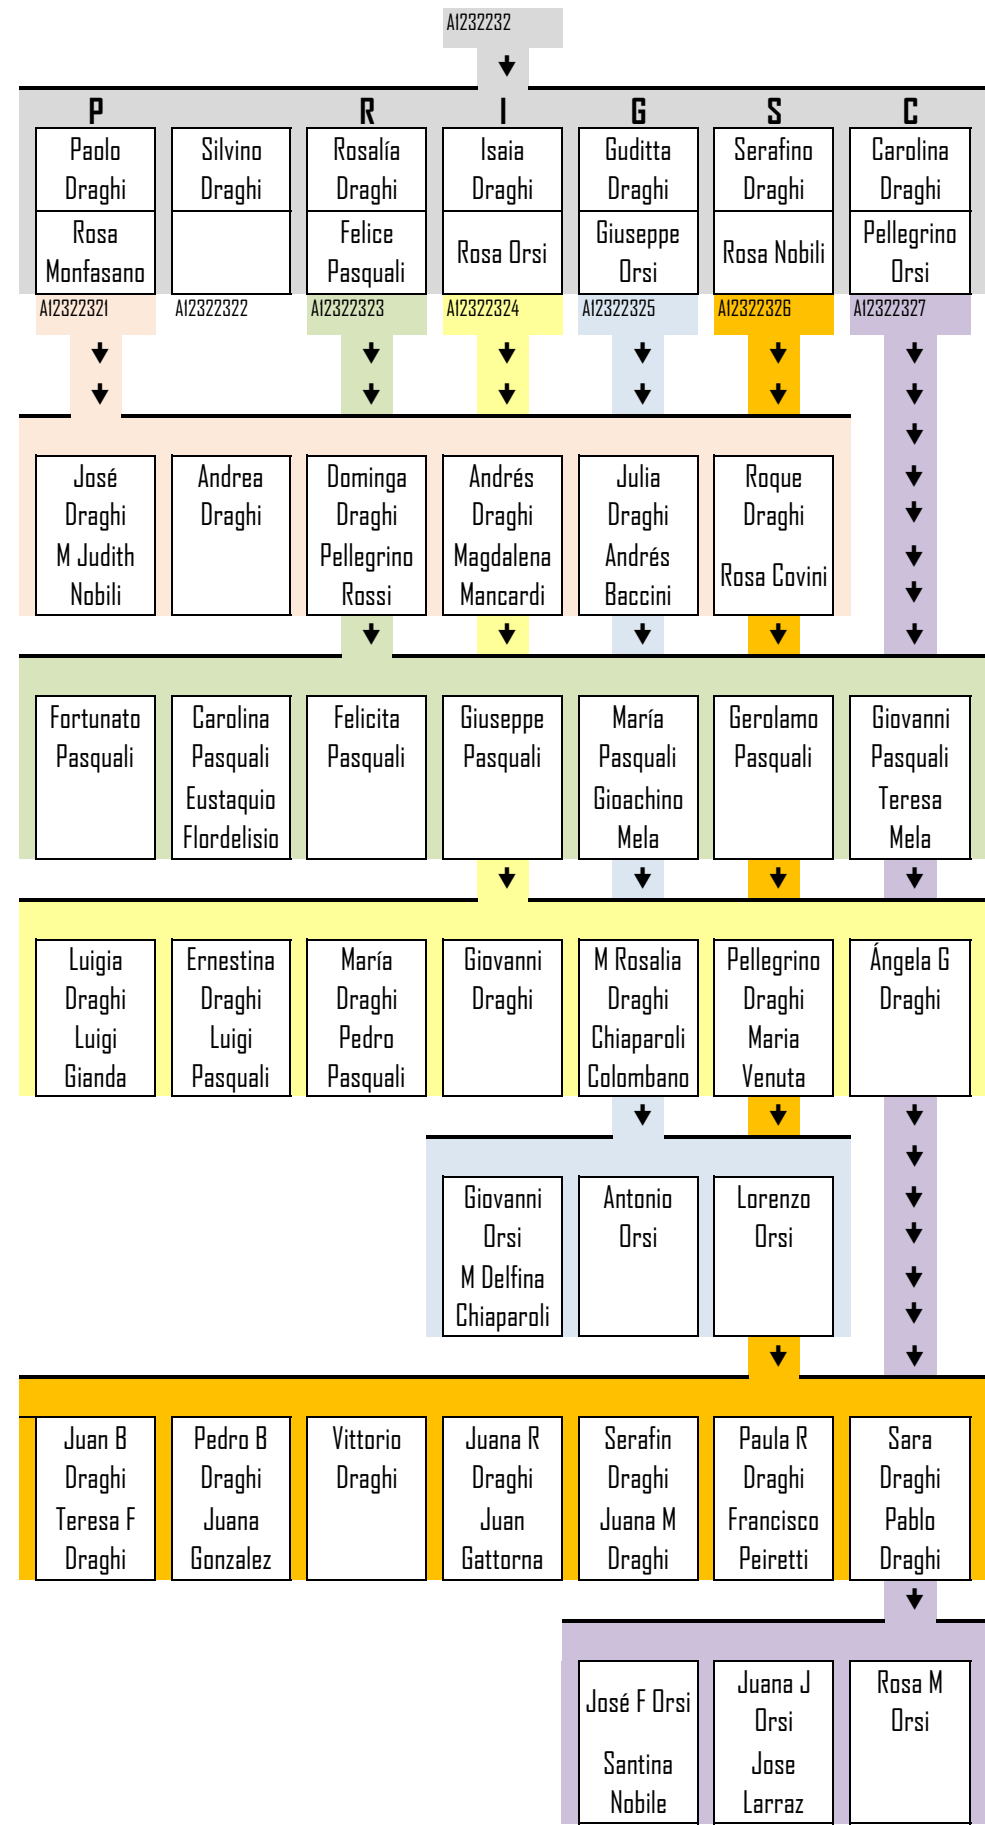 A1232232
P R I G S C
Paolo Silvino Rosalía Isaia Guditta Serafino Carolina
Draghi Draghi Draghi Draghi Draghi Draghi Draghi
Rosa Felice Rosa Orsi Giuseppe Rosa Nobili Pellegrino
Monfasano Pasquali Orsi Orsi
A12322321 A12322322 A12322323 A12322324 A12322325 A12322326 A12322327
José Andrea Dominga Andrés Julia Roque
Draghi Draghi Draghi Draghi Draghi Draghi
M Judith Pellegrino Magdalena Andrés Rosa Covini
Nobili Rossi Mancardi Baccini
Fortunato Carolina Felicita Giuseppe María Gerolamo Giovanni
Pasquali Pasquali Pasquali Pasquali Pasquali Pasquali Pasquali
Eustaquio Gioachino Teresa
Flordelisio Mela Mela
Luigia Ernestina María Giovanni M Rosalia Pellegrino Ángela G
Draghi Draghi Draghi Draghi Draghi Draghi Draghi
Luigi Luigi Pedro Chiaparoli Maria
Gianda Pasquali Pasquali Colombano Venuta
Giovanni Antonio Lorenzo
Orsi Orsi Orsi
M Delfina
Chiaparoli
Juan B Pedro B Vittorio Juana R Serafin Paula R Sara
Draghi Draghi Draghi Draghi Draghi Draghi Draghi
Teresa F Juana Juan Juana M Francisco Pablo
Draghi Gonzalez Gattorna Draghi Peiretti Draghi
José F Orsi Juana J Rosa M
Orsi Orsi
Santina Jose
Nobile Larraz